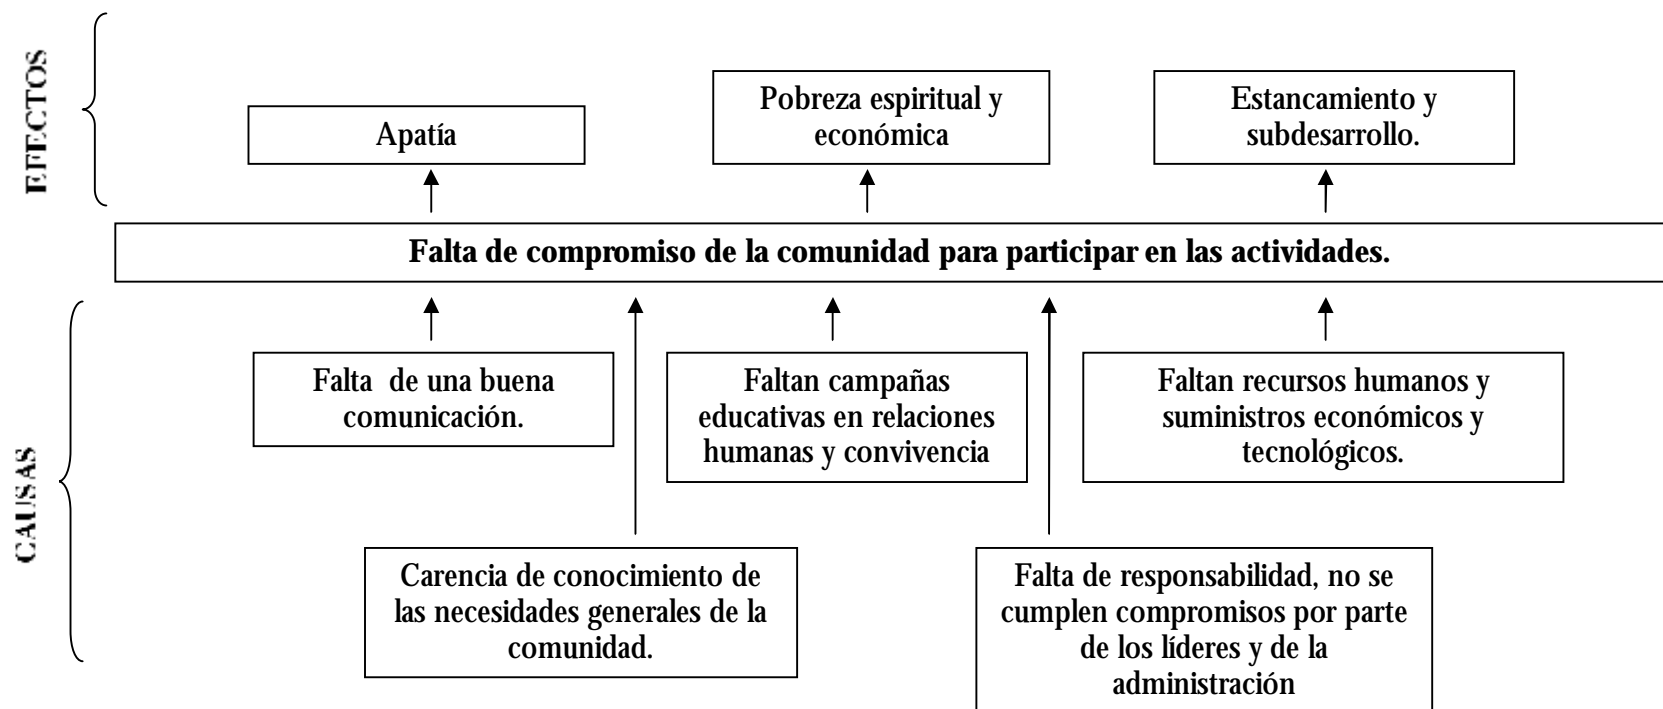 EFECTOS
Apatía
Pobreza espiritual y
económica
Estancamiento y
subdesarrollo.
Falta de compromiso de la comunidad para participar en las actividades.
CAUSAS
Falta  de una buena
comunicación.
Faltan campañas
educativas en relaciones
humanas y convivencia
Faltan recursos humanos y
suministros económicos y
tecnológicos.
Carencia de conocimiento de
las necesidades generales de la
comunidad.
Falta de responsabilidad, no se
cumplen compromisos por parte
de los líderes y de la
administración